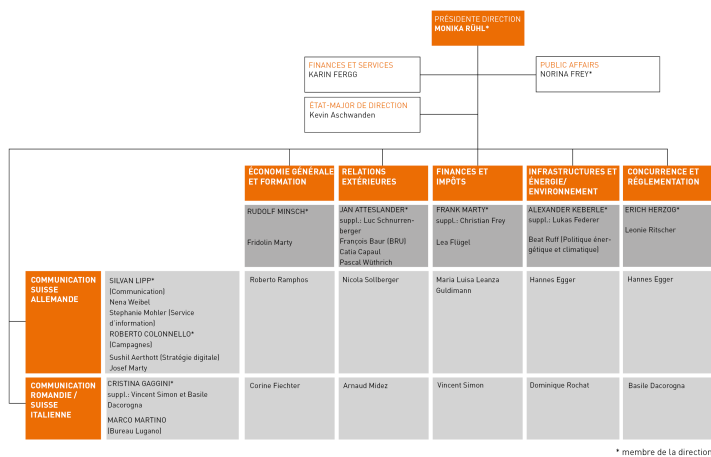 PRÉSIDENTE DIRECTION
MONIKA RÜHL*
FINANCES ET SERVICES
KARIN FERGG
PUBLIC AFFAIRS
NORINA FREY*
ÉTAT-MAJOR DE DIRECTION
Kevin Aschwanden
ÉCONOMIE GÉNÉRALE
ET FORMATION
RELATIONS
EXTÉRIEURES
FINANCES ET
IMPÔTS
INFRASTRUCTURES ET
ÉNERGIE/
ENVIRONNEMENT
CONCURRENCE ET
RÉGLEMENTATION
RUDOLF MINSCH*
Fridolin Marty
JAN ATTESLANDER*
suppl.: Luc Schnurren-
berger
François Baur (BRU)
Catia Capaul
Pascal Wüthrich
FRANK MARTY*
suppl.: Christian Frey
Lea Flügel
ALEXANDER KEBERLE*
suppl.: Lukas Federer
Beat Ruff (Politique éner-
gétique et climatique)
ERICH HERZOG*
Leonie Ritscher
COMMUNICATION
SUISSE
ALLEMANDE
SILVAN LIPP*
(Communication)
Nena Weibel
Stephanie Mohler (Service
d'information)
ROBERTO COLONNELLO*
(Campagnes)
Sushil Aerthott (Stratégie digitale)
Josef Marty
Roberto Ramphos
Nicola Sollberger
Maria Luisa Leanza
Guldimann
Hannes Egger
Hannes Egger
COMMUNICATION
ROMANDIE /
SUISSE
ITALIENNE
CRISTINA GAGGINI*
suppl.: Vincent Simon et Basile
Dacorogna
MARCO MARTINO
(Bureau Lugano)
Corine Fiechter
Arnaud Midez
Vincent Simon
Dominique Rochat
Basile Dacorogna
* membre de la direction